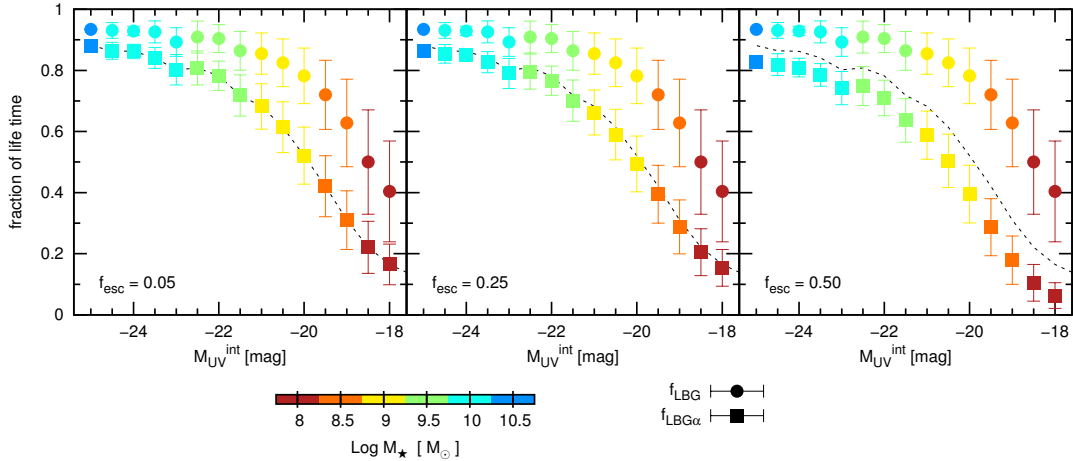 fraction of life time
1
0.8
0.6
0.4
0.2
0
f_esc = 0.05
f_esc = 0.25
f_esc = 0.50
−24 −22 −20 −18 −24 −22 −20 −18 −24 −22 −20 −18
M_UV^int [mag] M_UV^int [mag] M_UV^int [mag]
8 8.5 9 9.5 10 10.5
Log M_★ [ M_☉ ]
f_LBG
f_LBGα